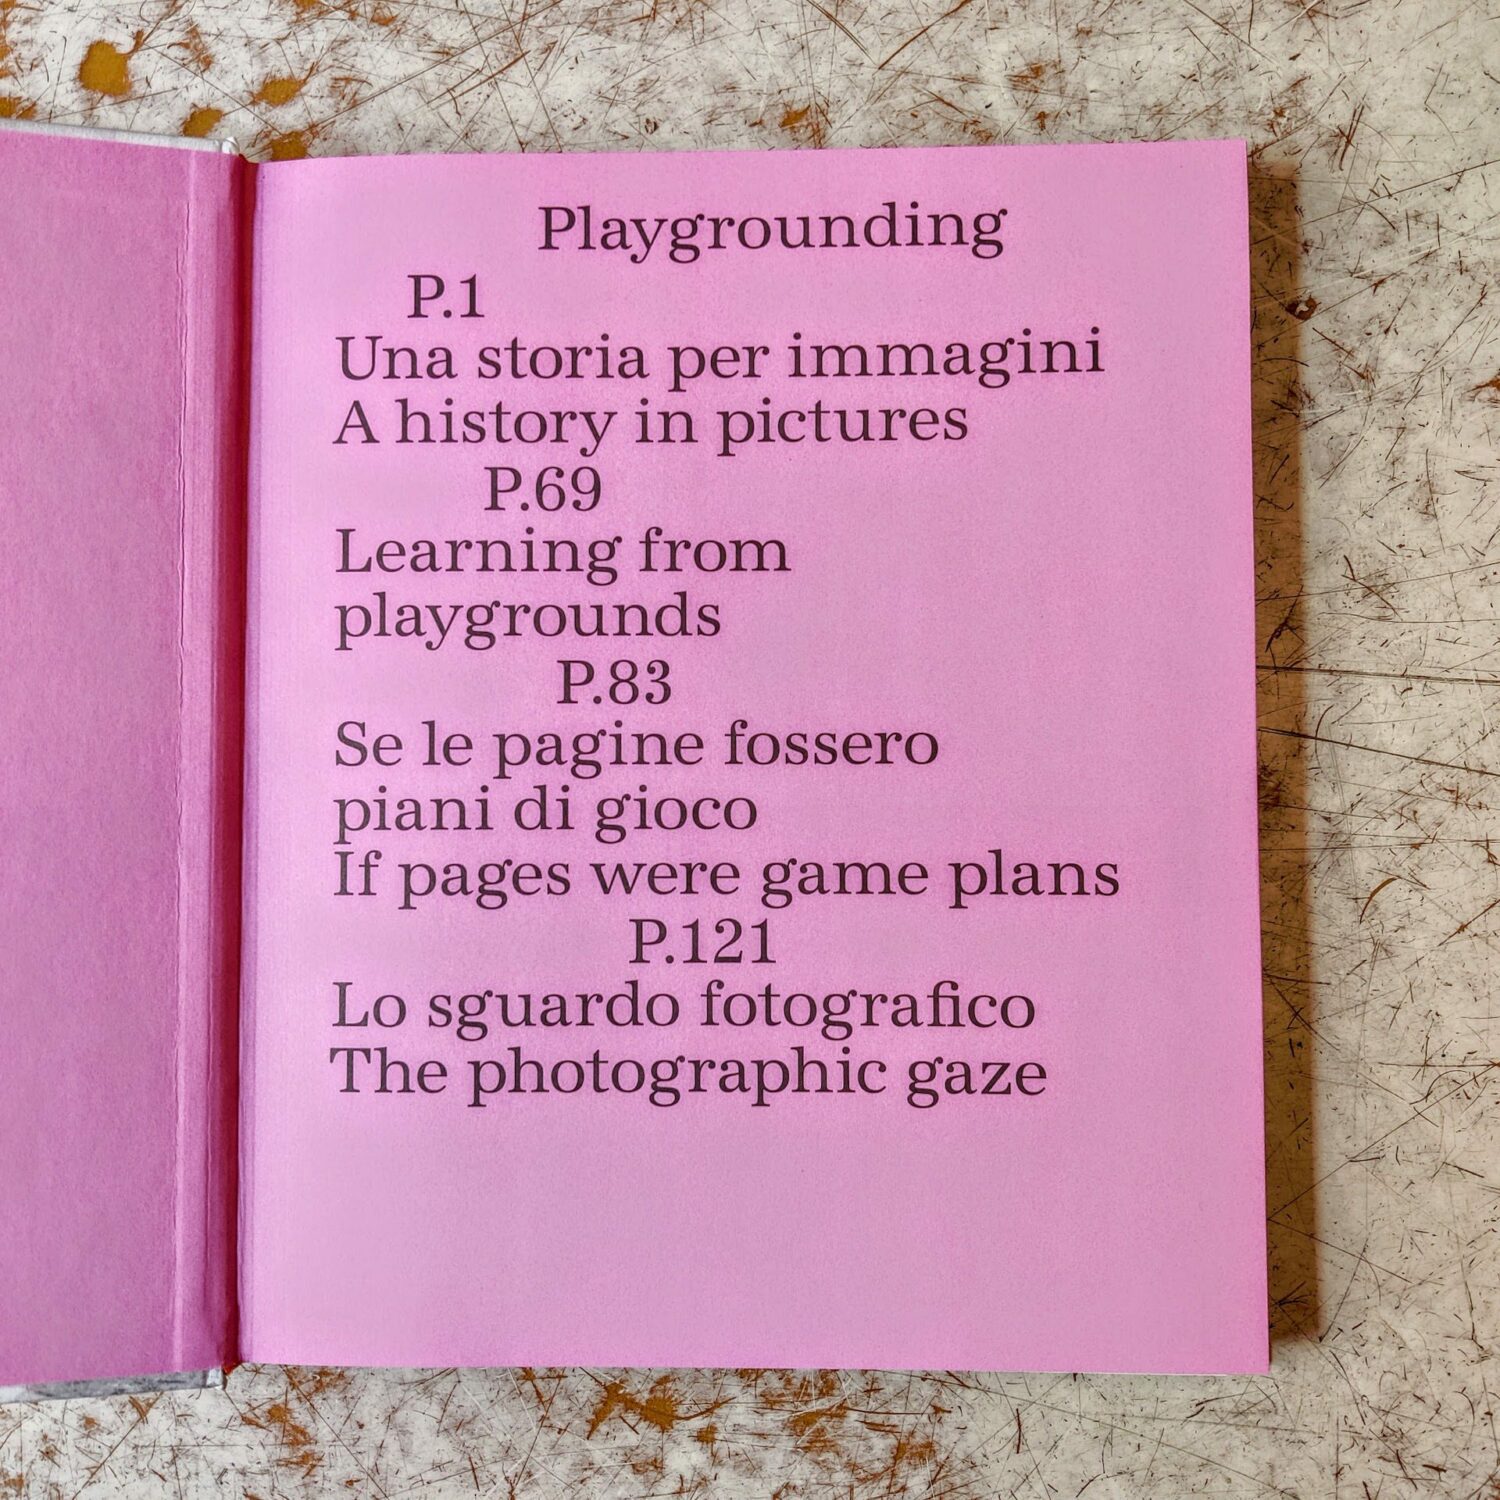 Playgrounding
P.1
Una storia per immagini
A history in pictures
P.69
Learning from
playgrounds
P.83
Se le pagine fossero
piani di gioco
If pages were game plans
P.121
Lo sguardo fotografico
The photographic gaze